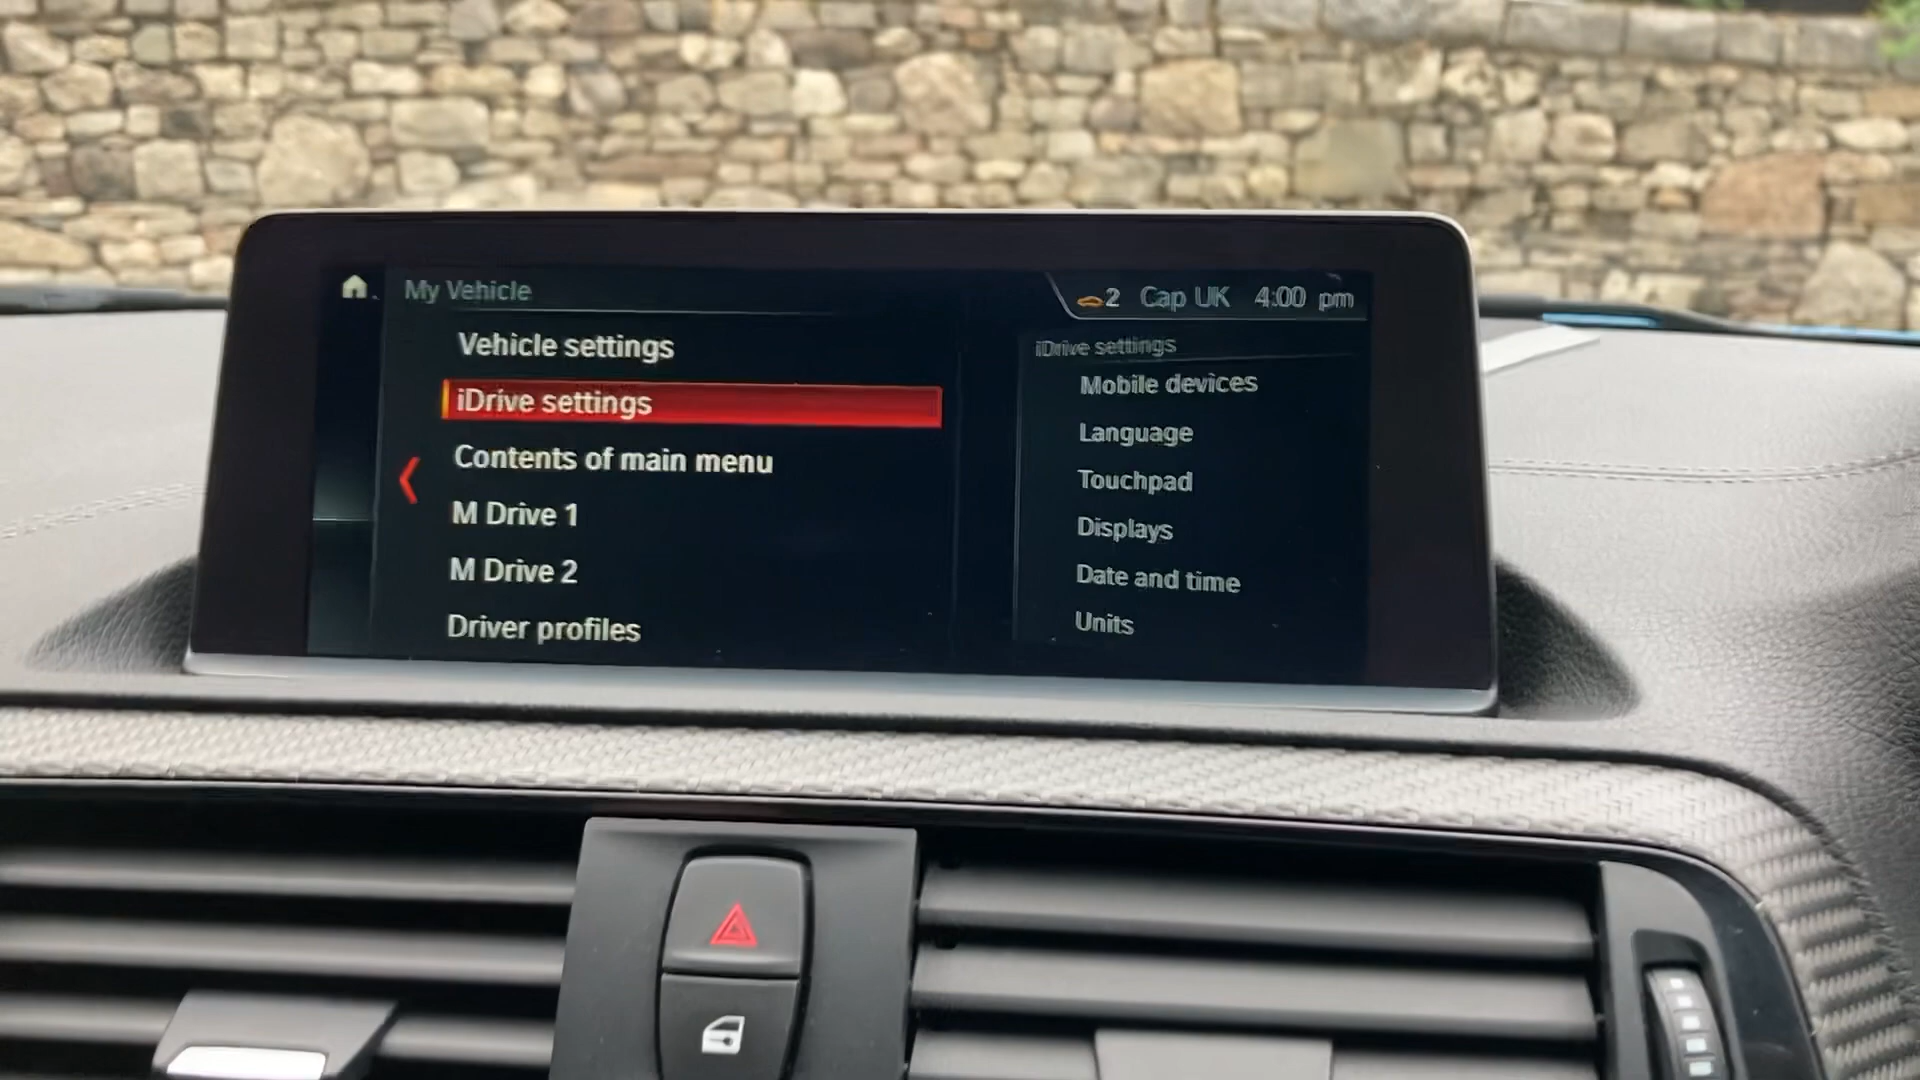 My Vehicle
2 Cap UK 4:00 pm
Vehicle settings
iDrive settings
Contents of main menu
M Drive 1
M Drive 2
Driver profiles
iDrive settings
Mobile devices
Language
Touchpad
Displays
Date and time
Units